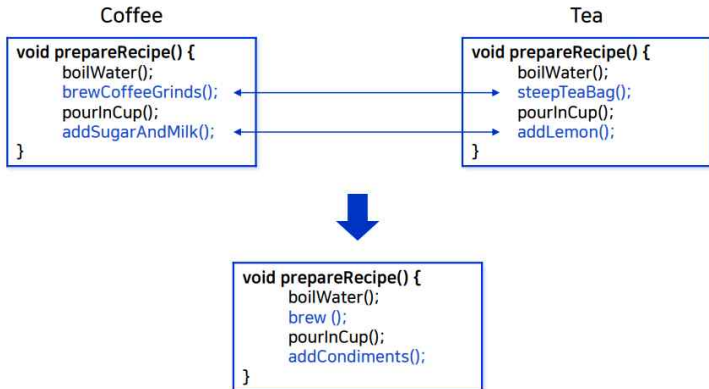 Coffee
void prepareRecipe() {
boilWater();
brewCoffeeGrinds();
pourInCup();
addSugarAndMilk();
}
Tea
void prepareRecipe() {
boilWater();
steepTeaBag();
pourInCup();
addLemon();
}
void prepareRecipe() {
boilWater();
brew ();
pourInCup();
addCondiments();
}